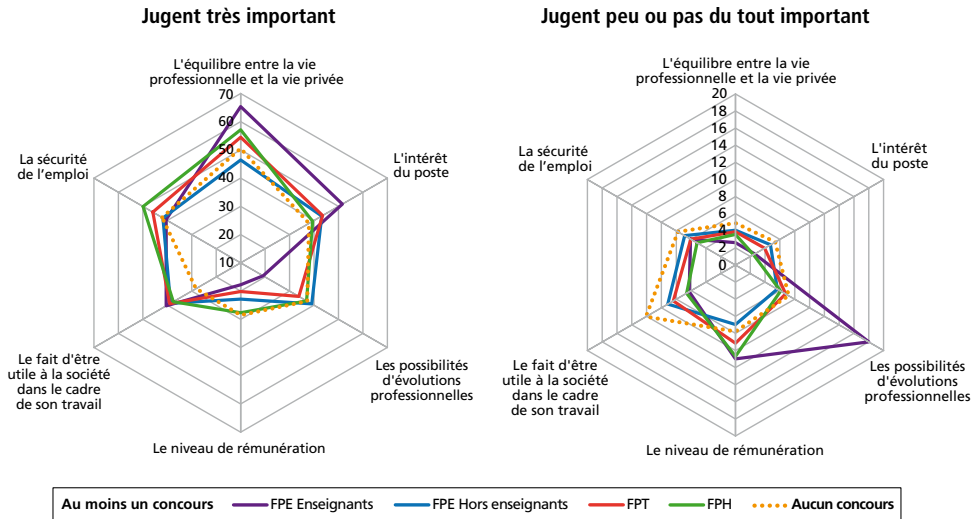 Jugent très important
L'équilibre entre la vie
professionnelle et la vie privée
70
60
50
40
30
20
10
L'intérêt
du poste
Les possibilités
d'évolutions
professionnelles
Le niveau de rémunération
Le fait d'être
utile à la société
dans le cadre
de son travail
La sécurité
de l’emploi
Jugent peu ou pas du tout important
L'équilibre entre la vie
professionnelle et la vie privée
20
18
16
14
12
10
8
6
4
2
0
L'intérêt
du poste
Les possibilités
d'évolutions
professionnelles
Le niveau de rémunération
Le fait d'être
utile à la société
dans le cadre
de son travail
La sécurité
de l'emploi
Au moins un concours FPE Enseignants FPE Hors enseignants FPT FPH Aucun concours